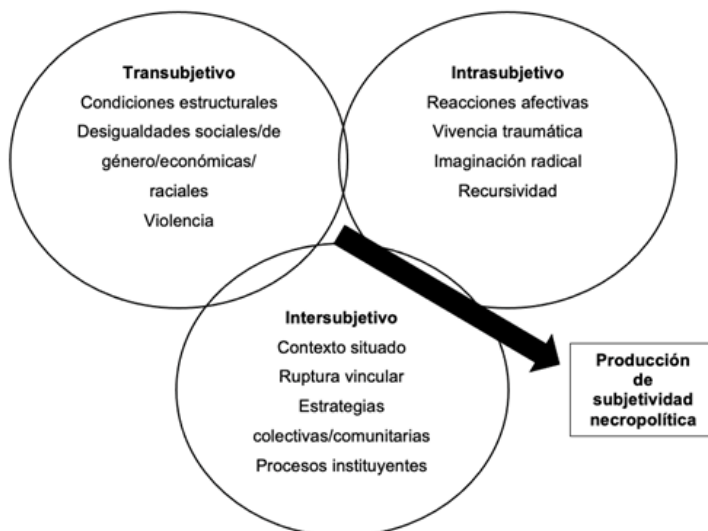 Transubjetivo
Condiciones estructurales
Desigualdades sociales/de
género/económicas/
raciales
Violencia
Intrasubjetivo
Reacciones afectivas
Vivencia traumática
Imaginación radical
Recursividad
Intersubjetivo
Contexto situado
Ruptura vincular
Estrategias
colectivas/comunitarias
Procesos instituyentes
Producción
de
subjetividad
necropolítica